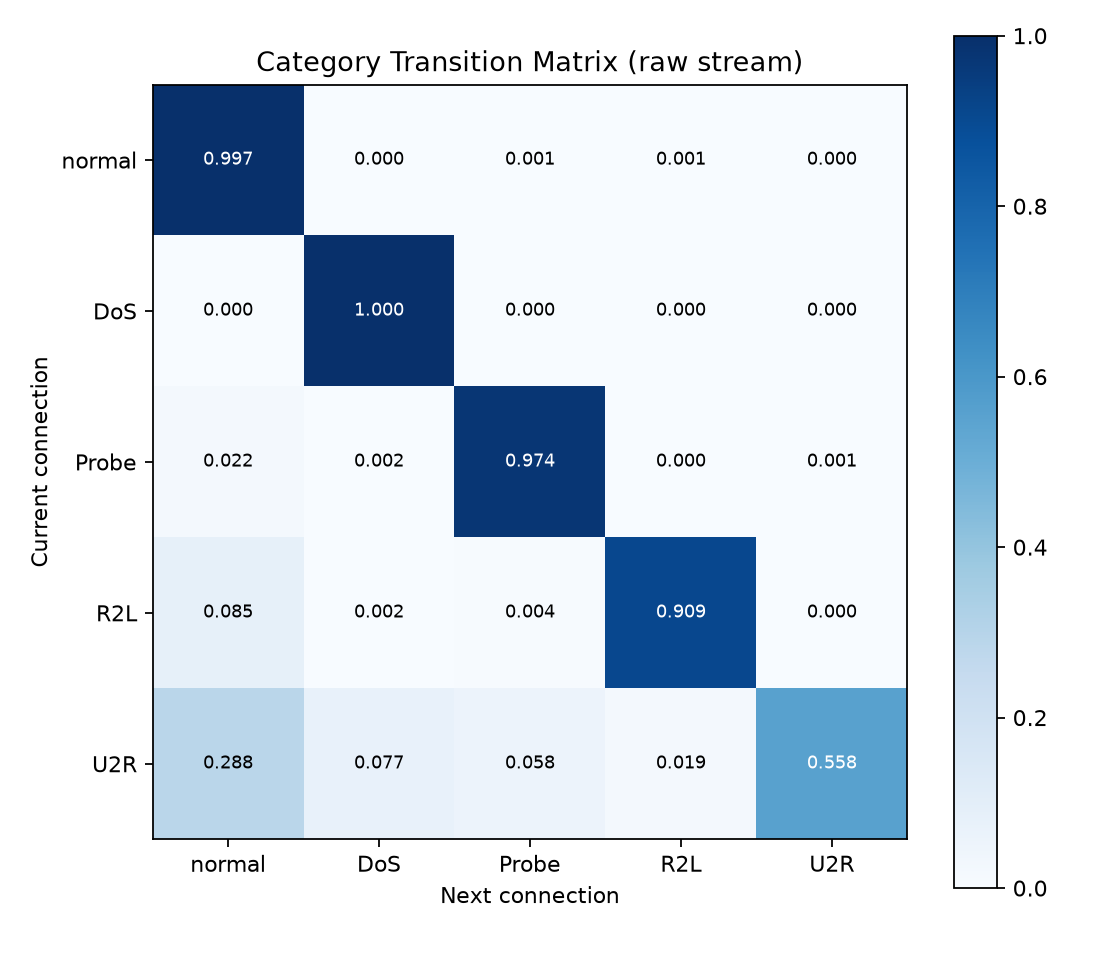 Category Transition Matrix (raw stream)
1.0
0.8
0.6
0.4
0.2
0.0
Current connection
normal 0.997 0.000 0.001 0.001 0.000
DoS 0.000 1.000 0.000 0.000 0.000
Probe 0.022 0.002 0.974 0.000 0.001
R2L 0.085 0.002 0.004 0.909 0.000
U2R 0.288 0.077 0.058 0.019 0.558
normal DoS Probe R2L U2R
Next connection